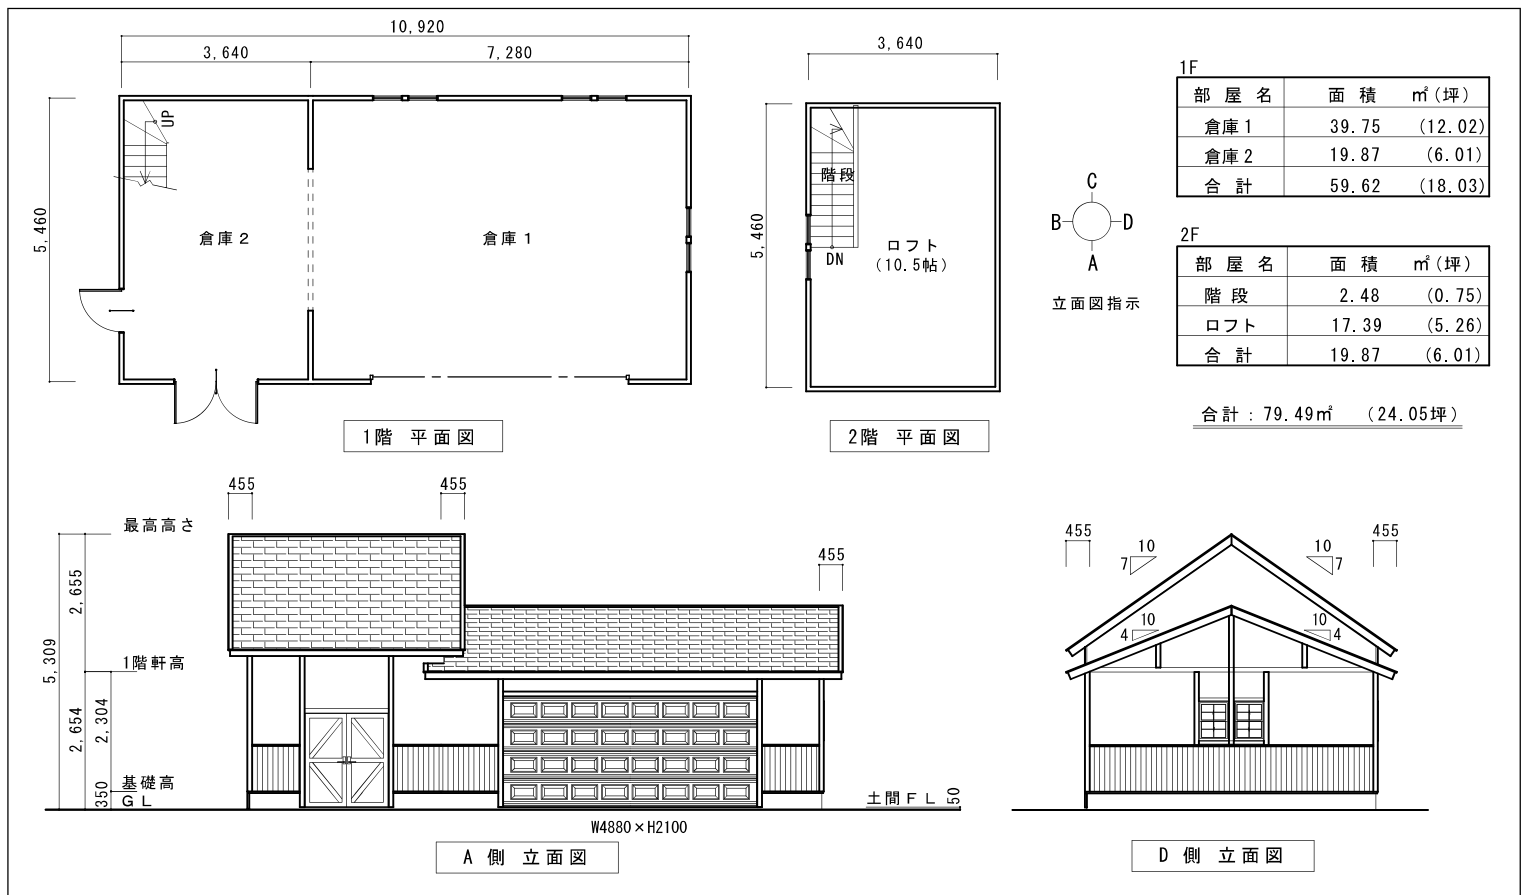 10,920
3,640
7,280
5,460
UP
倉庫2
倉庫1
1階 平面図
3,640
5,460
階段
DN
ロフト
(10.5帖)
2階 平面図
C
B D
A
立面図指示
1F
部屋名 面積 ㎡(坪)
倉庫1 39.75 (12.02)
倉庫2 19.87 (6.01)
合計 59.62 (18.03)
2F
部屋名 面積 ㎡(坪)
階段 2.48 (0.75)
ロフト 17.39 (5.26)
合計 19.87 (6.01)
合計:79.49㎡ (24.05坪)
455
455
455
最高高さ
2,655
5,309
1階軒高
2,654
2,304
基礎高
350
GL
土間FL
50
W4880×H2100
A 側 立面図
455
455
10
7
10
7
10
4
10
4
D 側 立面図